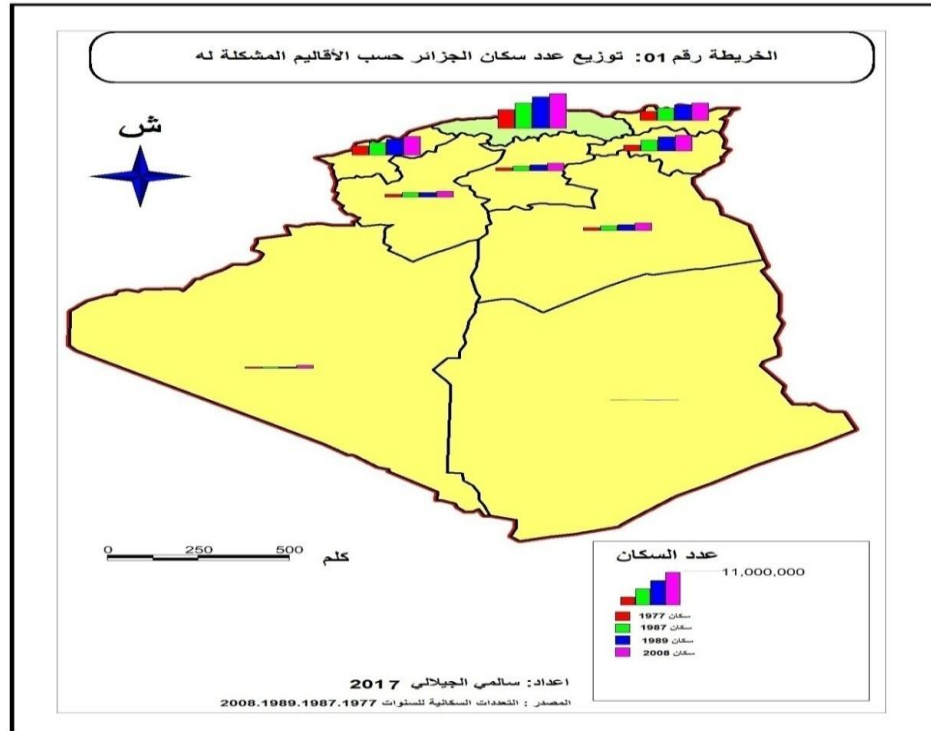 الخريطة رقم 01: توزيع عدد سكان الجزائر حسب الأقاليم المشكلة له
ش
0 250 500 كلم
عدد السكان
11,000,000
سكان 1977
سكان 1987
سكان 1989
سكان 2008
اعداد: سالمي الجيلالي 2017
المصدر : التعددات السكانية للسنوات 2008.1989.1987.1977